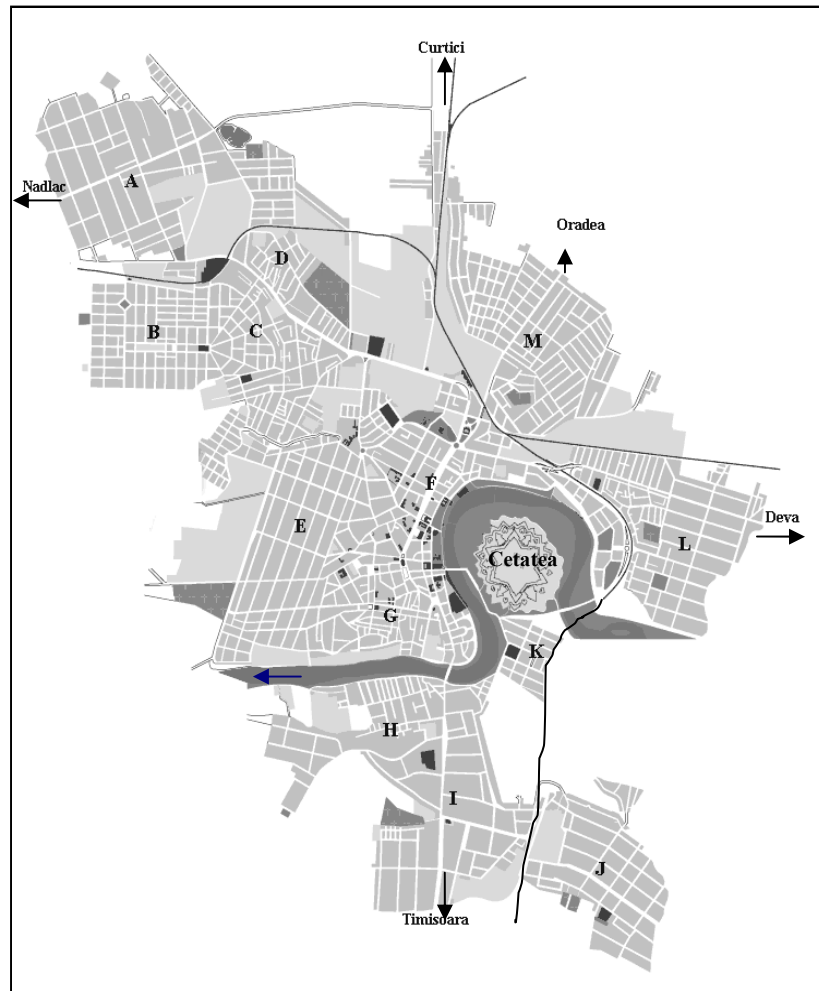 Curtici
A
Nadlac
Oradea
D
B
C
M
F
E
Deva
L
Cetatea
G
K
H
I
J
Timisoara